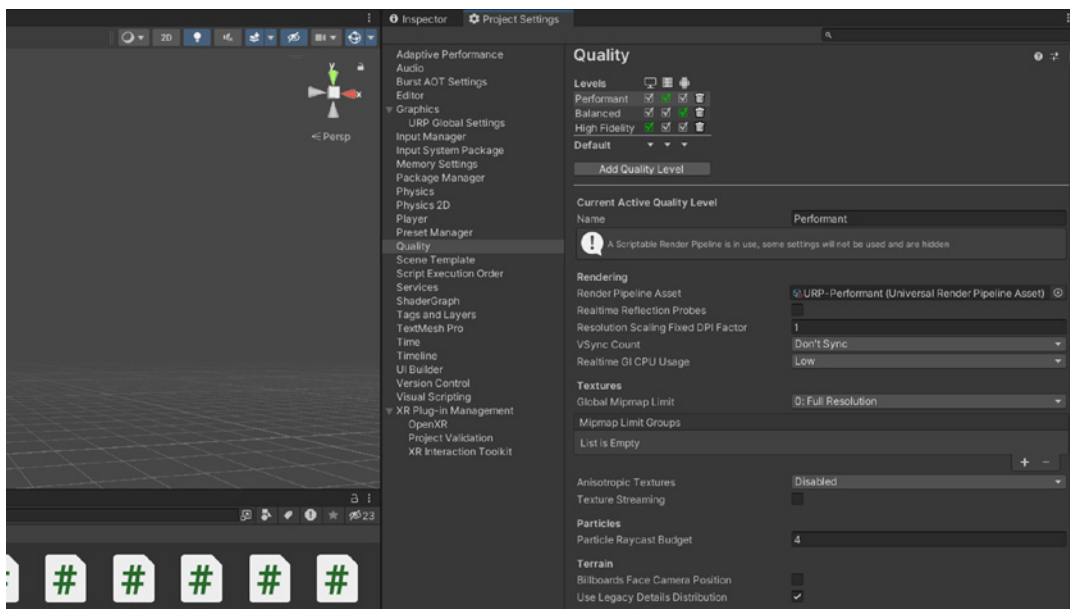 Inspector
Project Settings
2D
y
x
Persp
23
#
#
#
#
#
Adaptive Performance
Audio
Burst AOT Settings
Editor
Graphics
URP Global Settings
Input Manager
Input System Package
Memory Settings
Package Manager
Physics
Physics 2D
Player
Preset Manager
Quality
Scene Template
Script Execution Order
Services
ShaderGraph
Tags and Layers
TextMesh Pro
Time
Timeline
UI Builder
Version Control
Visual Scripting
XR Plug-in Management
OpenXR
Project Validation
XR Interaction Toolkit
Quality
Levels
Performant
Balanced
High Fidelity
Default
Add Quality Level
Current Active Quality Level
Name Performant
A Scriptable Render Pipeline is in use, some settings will not be used and are hidden
Rendering
Render Pipeline Asset URP-Performant (Universal Render Pipeline Asset)
Realtime Reflection Probes
Resolution Scaling Fixed DPI Factor 1
VSync Count Don't Sync
Realtime GI CPU Usage Low
Textures
Global Mipmap Limit 0: Full Resolution
Mipmap Limit Groups
List is Empty
+ -
Anisotropic Textures Disabled
Texture Streaming
Particles
Particle Raycast Budget 4
Terrain
Billboards Face Camera Position
Use Legacy Details Distribution